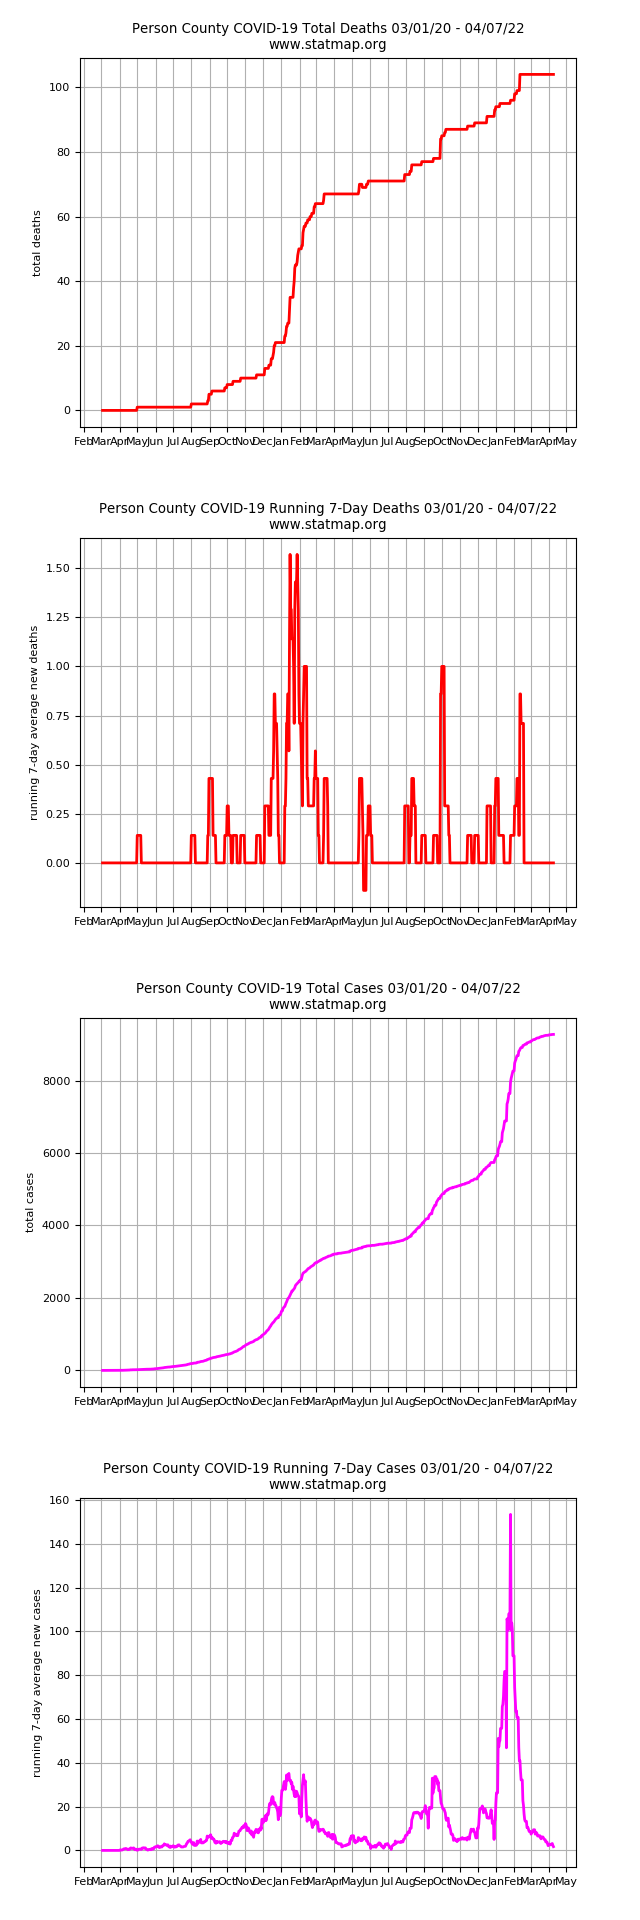 Person County COVID-19 Total Deaths 03/01/20 - 04/07/22
www.statmap.org
total deaths
100
80
60
40
20
0
Feb Mar Apr May Jun Jul Aug Sep Oct Nov Dec Jan Feb Mar Apr May Jun Jul Aug Sep Oct Nov Dec Jan Feb Mar Apr May
Person County COVID-19 Running 7-Day Deaths 03/01/20 - 04/07/22
www.statmap.org
running 7-day average new deaths
1.50
1.25
1.00
0.75
0.50
0.25
0.00
Feb Mar Apr May Jun Jul Aug Sep Oct Nov Dec Jan Feb Mar Apr May Jun Jul Aug Sep Oct Nov Dec Jan Feb Mar Apr May
Person County COVID-19 Total Cases 03/01/20 - 04/07/22
www.statmap.org
total cases
8000
6000
4000
2000
0
Feb Mar Apr May Jun Jul Aug Sep Oct Nov Dec Jan Feb Mar Apr May Jun Jul Aug Sep Oct Nov Dec Jan Feb Mar Apr May
Person County COVID-19 Running 7-Day Cases 03/01/20 - 04/07/22
www.statmap.org
running 7-day average new cases
160
140
120
100
80
60
40
20
0
Feb Mar Apr May Jun Jul Aug Sep Oct Nov Dec Jan Feb Mar Apr May Jun Jul Aug Sep Oct Nov Dec Jan Feb Mar Apr May